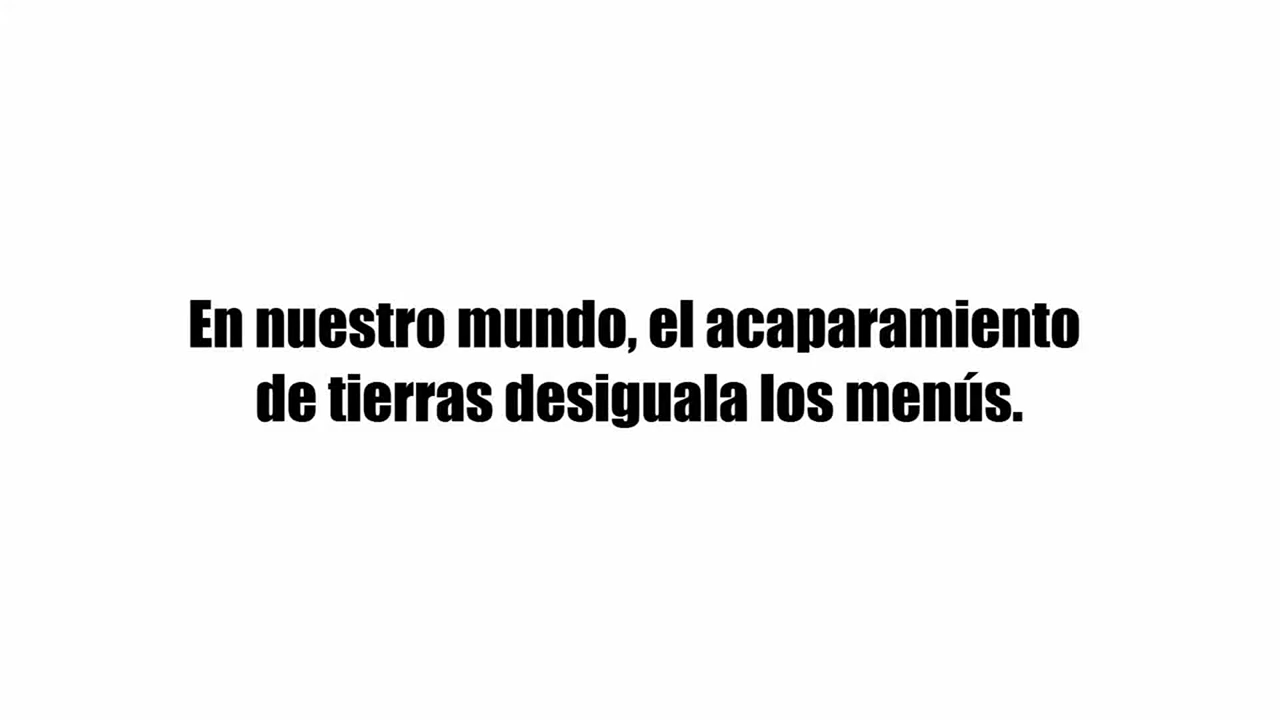 En nuestro mundo, el acaparamiento
de tierras desiguala los menús.